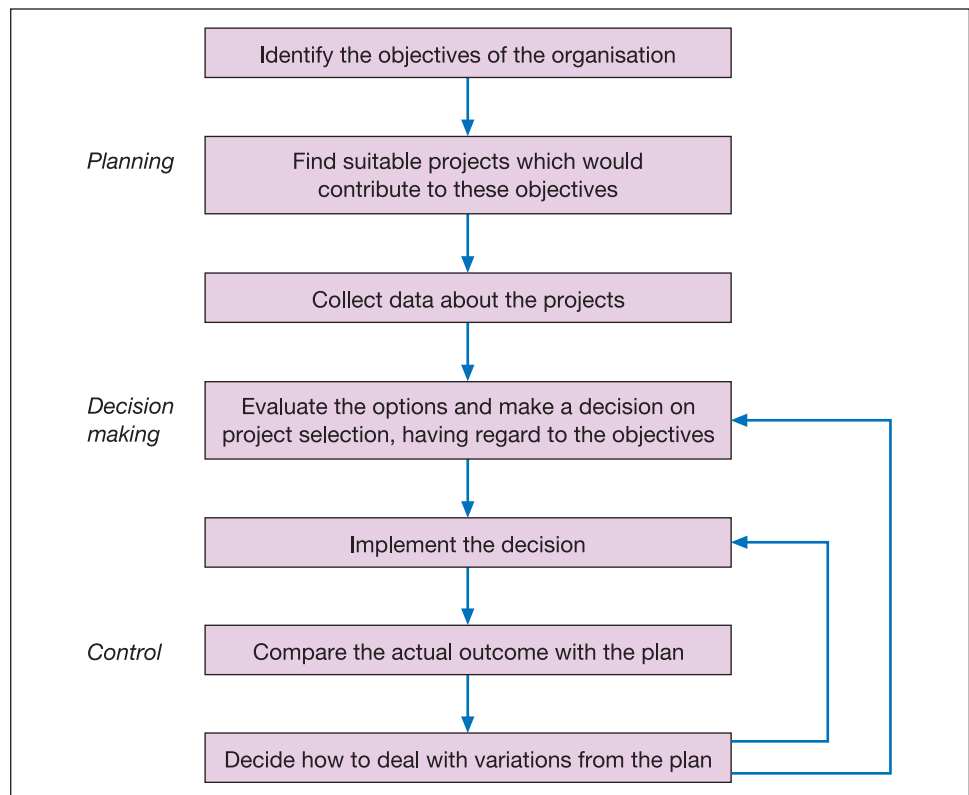 Identify the objectives of the organisation
Planning
Find suitable projects which would
contribute to these objectives
Collect data about the projects
Decision
making
Evaluate the options and make a decision on
project selection, having regard to the objectives
Implement the decision
Control
Compare the actual outcome with the plan
Decide how to deal with variations from the plan